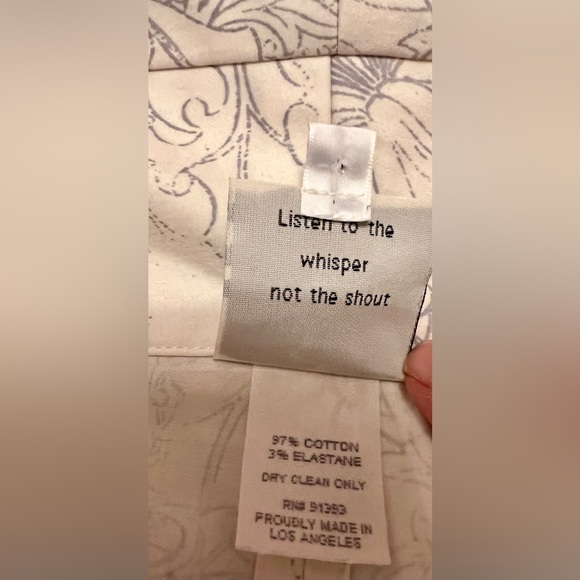 Listen to the
whisper
not the shout
97% COTTON
3% ELASTANE
DRY CLEAN ONLY
RN# 91393
PROUDLY MADE IN
LOS ANGELES